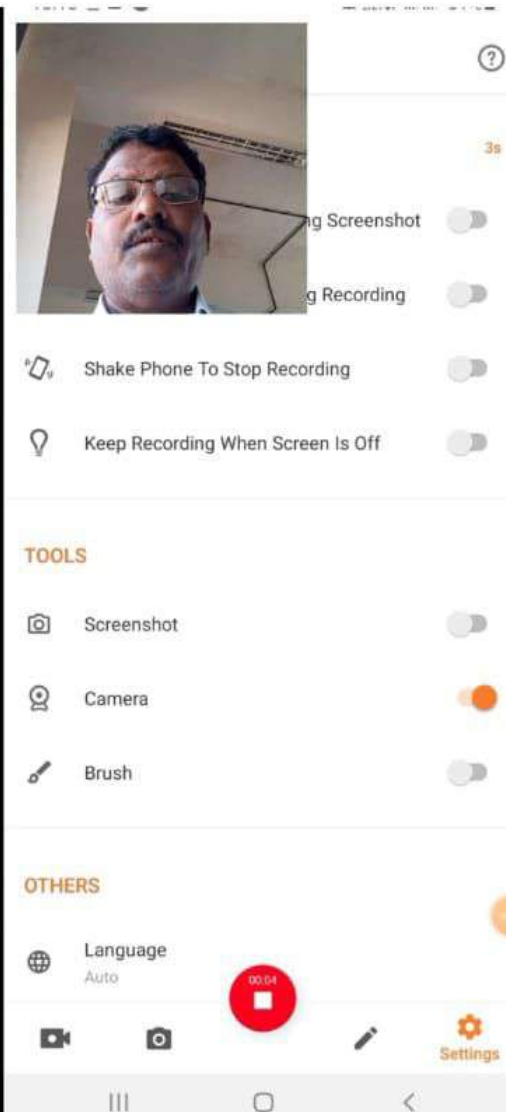 3s
Screenshot
Recording
Shake Phone To Stop Recording
Keep Recording When Screen Is Off
TOOLS
Screenshot
Camera
Brush
OTHERS
Language
Auto
00:04
Settings